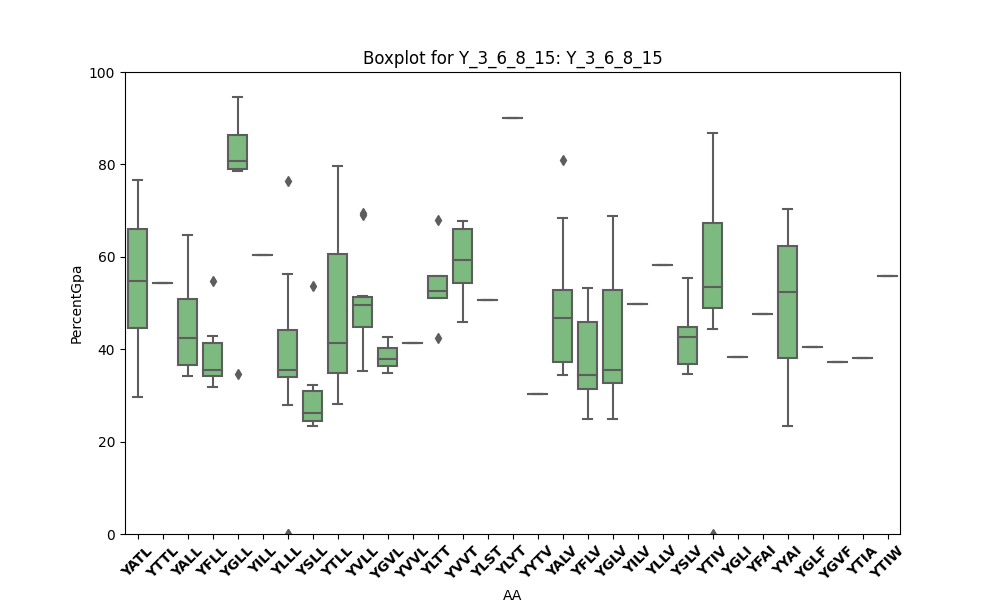 Boxplot for Y_3_6_8_15: Y_3_6_8_15
100
80
60
40
20
0
PercentGpa
YATL YTTL YALL YFLL YGLL YILL YLLL YSLL YTLL YVLL YGVL YVVL YLTT YVVT YLST YLYT YYTV YALV YFLV YGLV YILV YLLV YSLV YTIV YGLI YFAI YYAI YGLF YGVF YTIA YTIW
AA